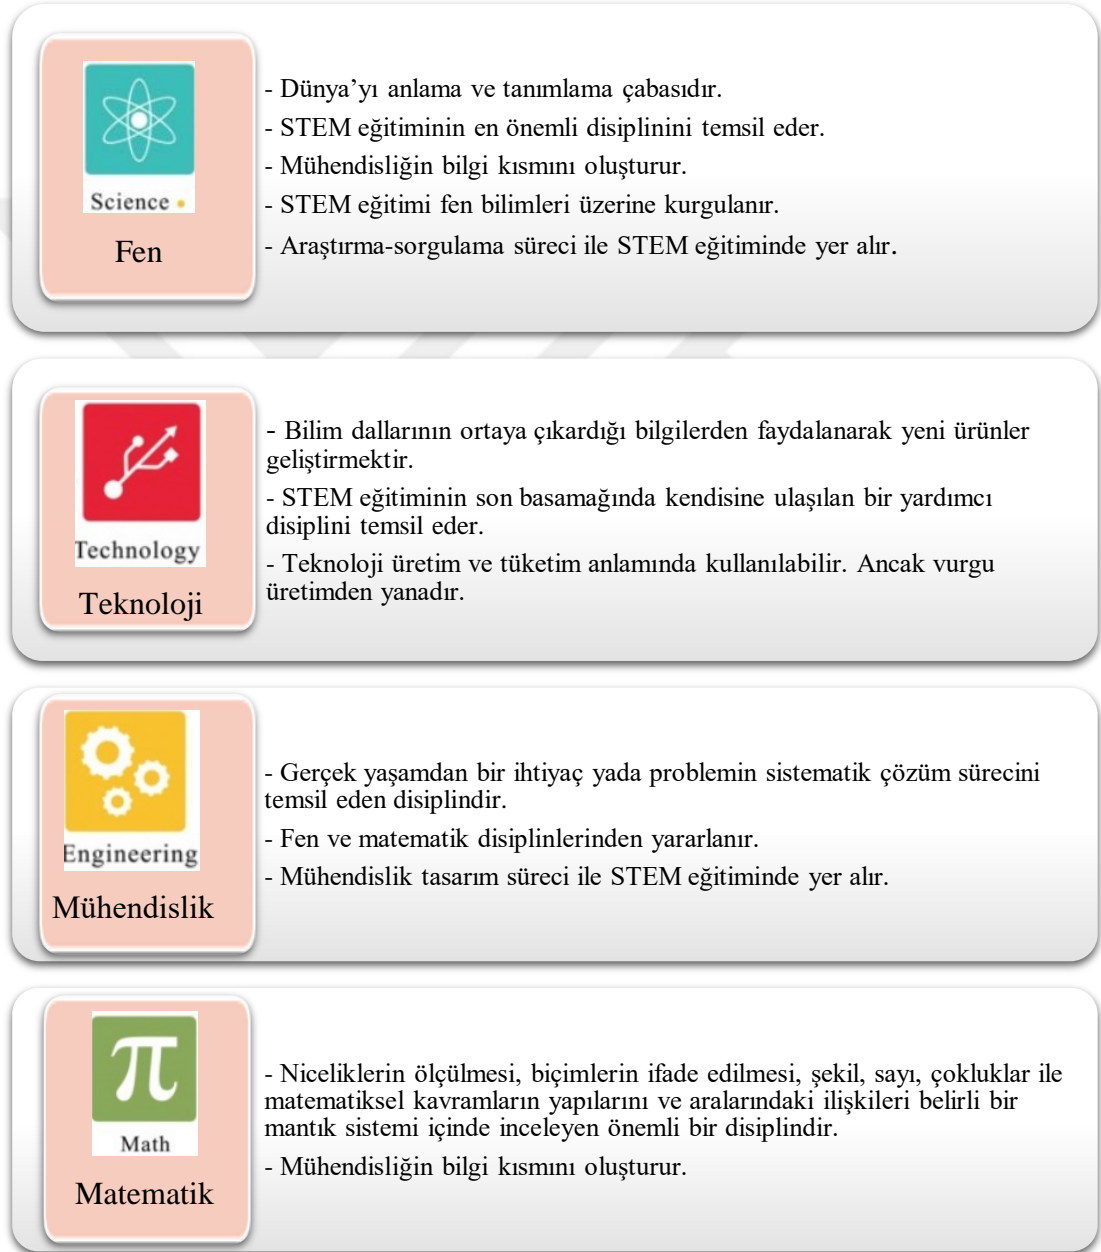 Science
Fen
- Dünya’yı anlama ve tanımlama çabasıdır.
- STEM eğitiminin en önemli disiplinini temsil eder.
- Mühendisliğin bilgi kısmını oluşturur.
- STEM eğitimi fen bilimleri üzerine kurgulanır.
- Araştırma-sorgulama süreci ile STEM eğitiminde yer alır.
Technology
Teknoloji
- Bilim dallarının ortaya çıkardığı bilgilerden faydalanarak yeni ürünler
geliştirmektir.
- STEM eğitiminin son basamağında kendisine ulaşılan bir yardımcı
disiplini temsil eder.
- Teknoloji üretim ve tüketim anlamında kullanılabilir. Ancak vurgu
üretimden yanadır.
Engineering
Mühendislik
- Gerçek yaşamdan bir ihtiyaç yada problemin sistematik çözüm sürecini
temsil eden disiplindir.
- Fen ve matematik disiplinlerinden yararlanır.
- Mühendislik tasarım süreci ile STEM eğitiminde yer alır.
π
Math
Matematik
- Niceliklerin ölçülmesi, biçimlerin ifade edilmesi, şekil, sayı, çokluklar ile
matematiksel kavramların yapılarını ve aralarındaki ilişkileri belirli bir
mantık sistemi içinde inceleyen önemli bir disiplindir.
- Mühendisliğin bilgi kısmını oluşturur.